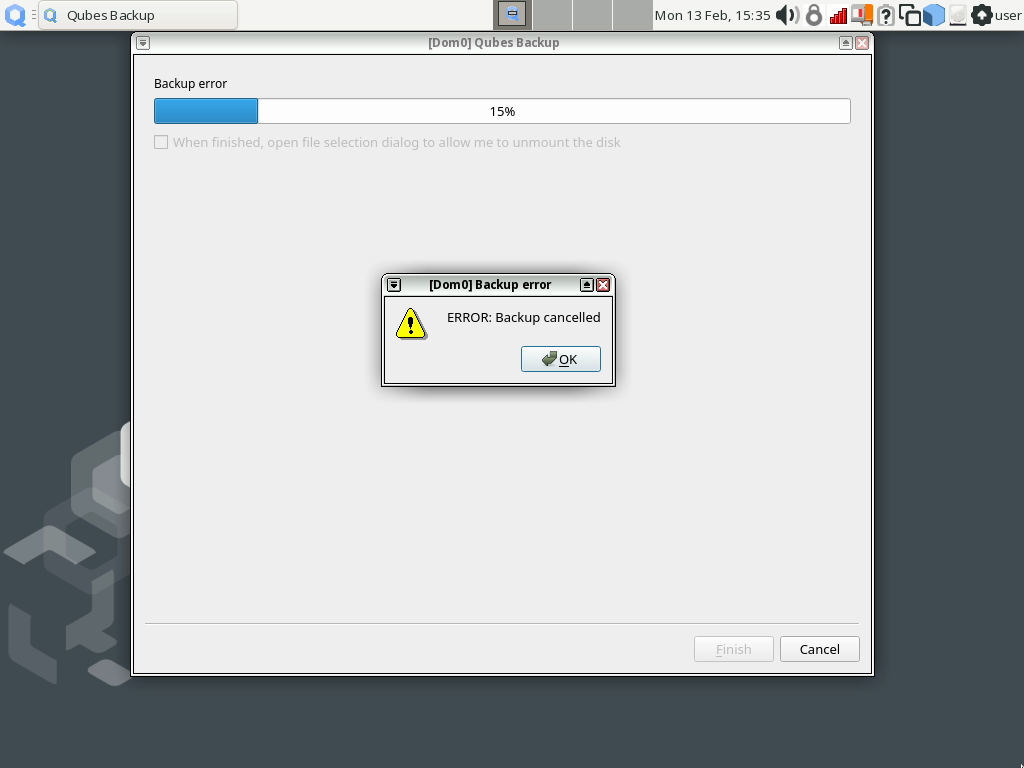 Qubes Backup
Mon 13 Feb, 15:35
user
[Dom0] Qubes Backup
Backup error
15%
When finished, open file selection dialog to allow me to unmount the disk
[Dom0] Backup error
ERROR: Backup cancelled
OK
Finish
Cancel